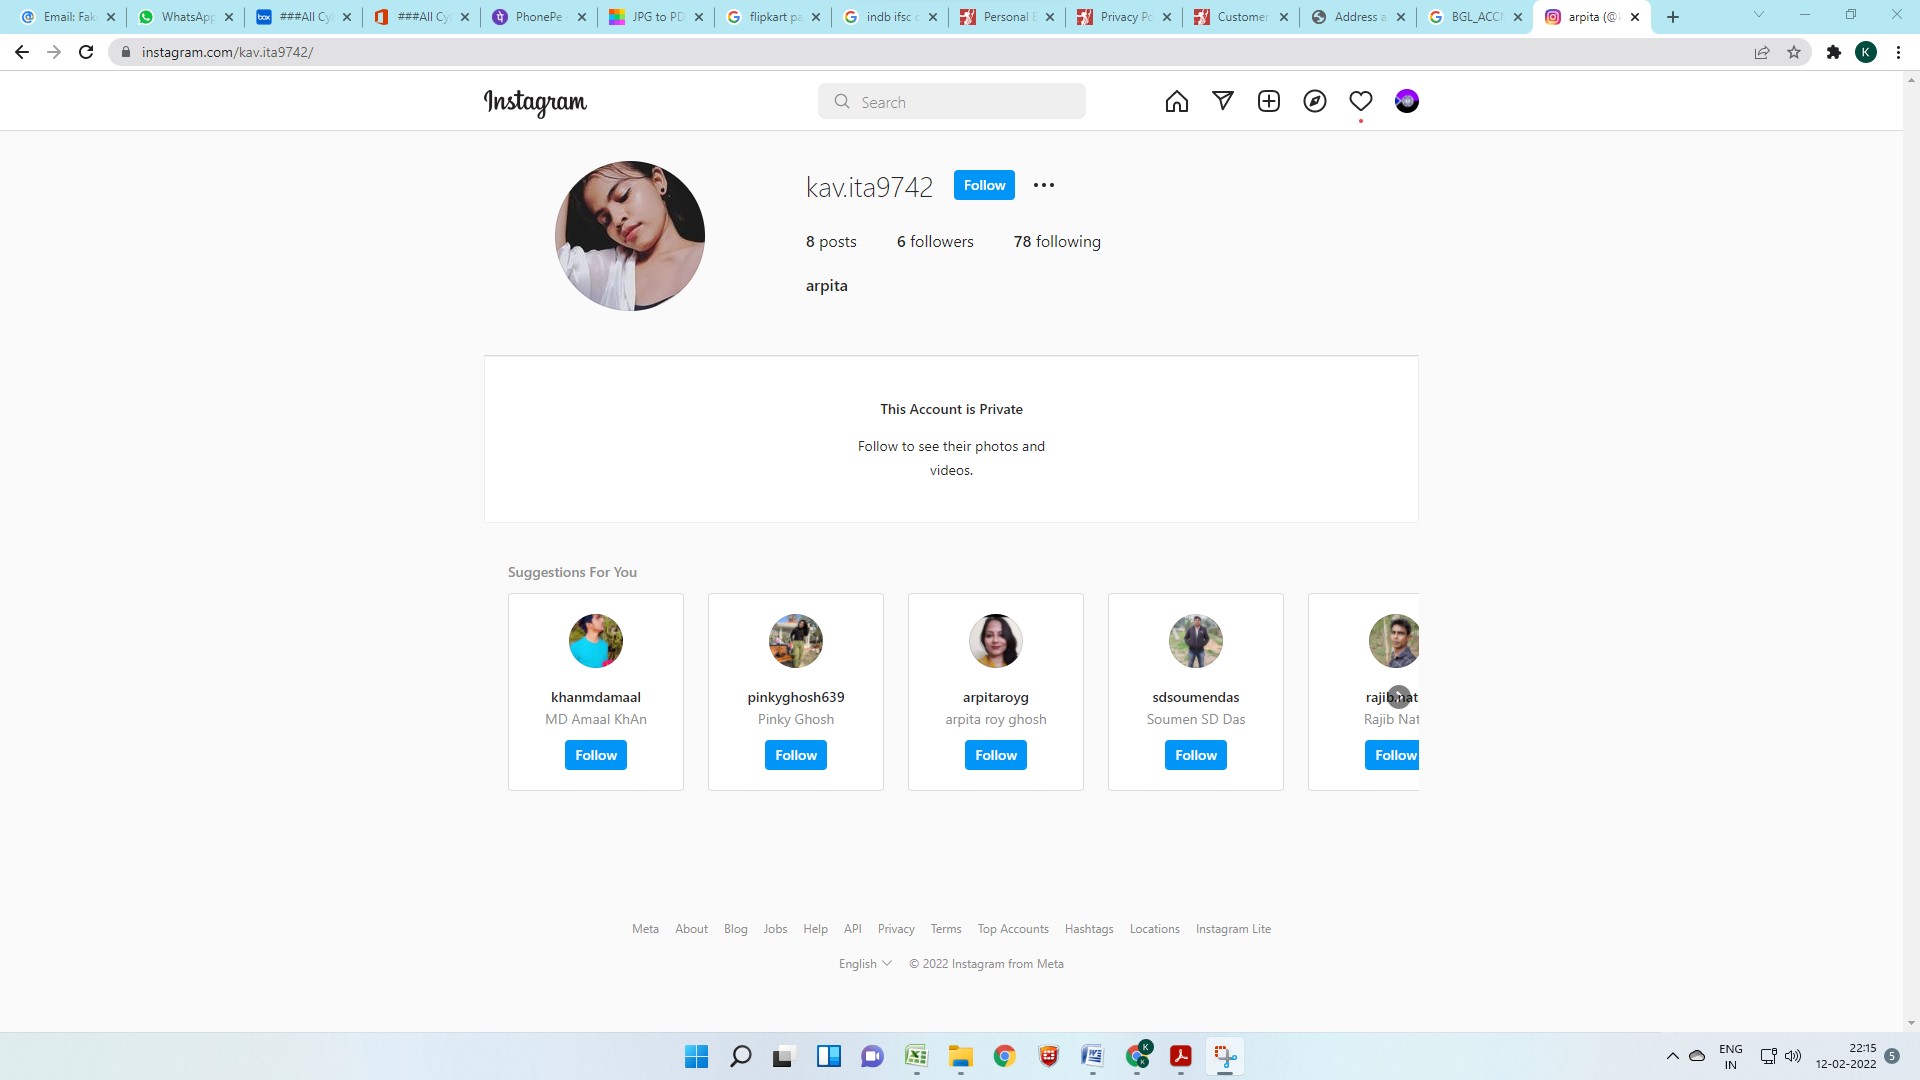 Email: Fak
WhatsApp
###All Cy
###All Cy
PhonePe
JPG to PD
flipkart pa
indb ifsc c
Personal
Privacy Po
Customer
Address a
BGL_ACC
arpita (@
instagram.com/kav.ita9742/
K
Instagram
Search
kav.ita9742 Follow
8 posts 6 followers 78 following
arpita
This Account is Private
Follow to see their photos and
videos.
Suggestions For You
khanmdamaal
MD Amaal KhAn
Follow
pinkyghosh639
Pinky Ghosh
Follow
arpitaroyg
arpita roy ghosh
Follow
sdsoumendas
Soumen SD Das
Follow
rajib.nat
Rajib Nat
Follow
Meta About Blog Jobs Help API Privacy Terms Top Accounts Hashtags Locations Instagram Lite
English © 2022 Instagram from Meta
ENG
IN
22:15
12-02-2022
5